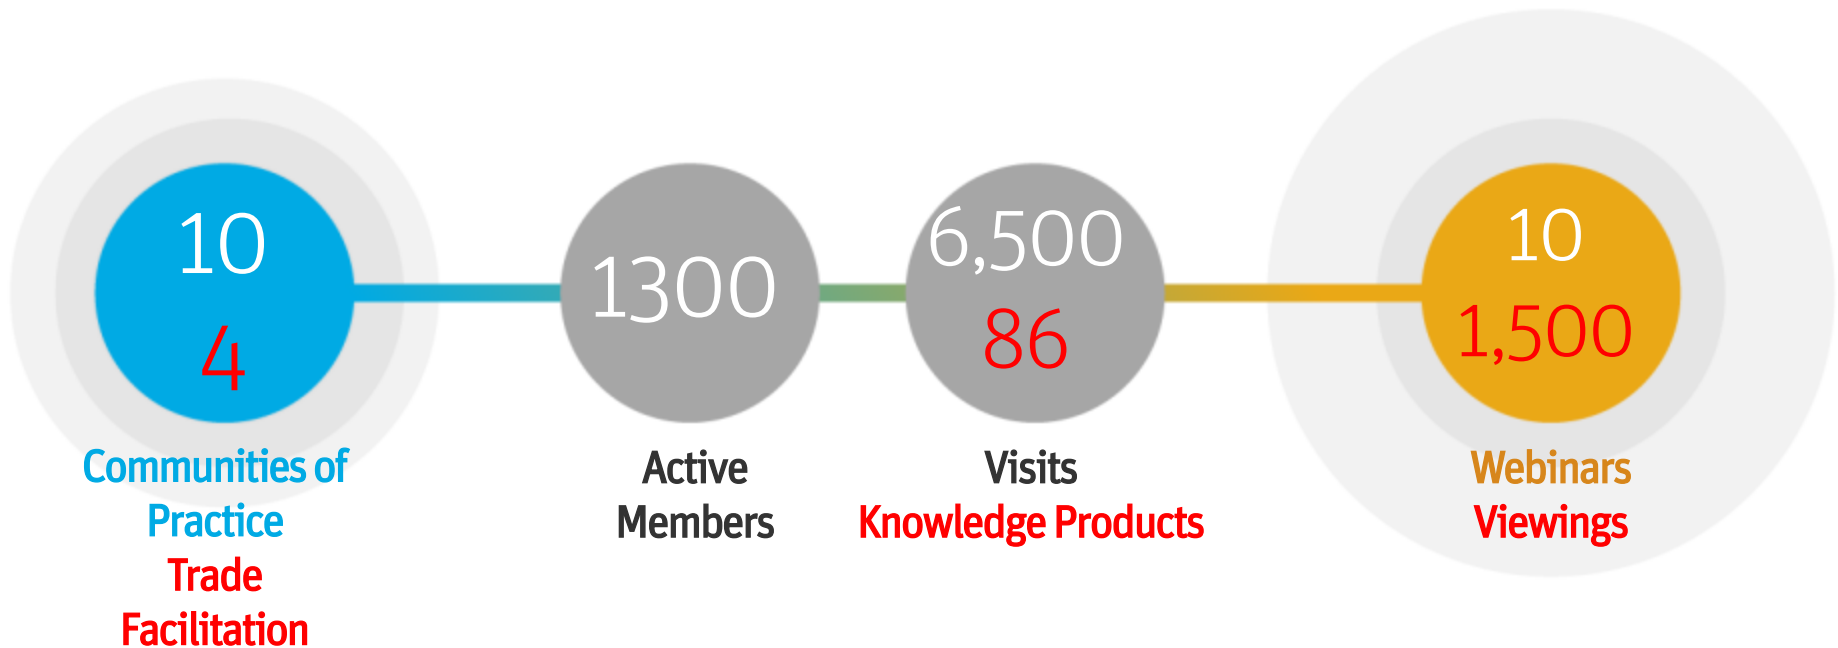 10
4
Communities of
Practice
Trade
Facilitation
1300
Active
Members
6,500
86
Visits
Knowledge Products
10
1,500
Webinars
Viewings